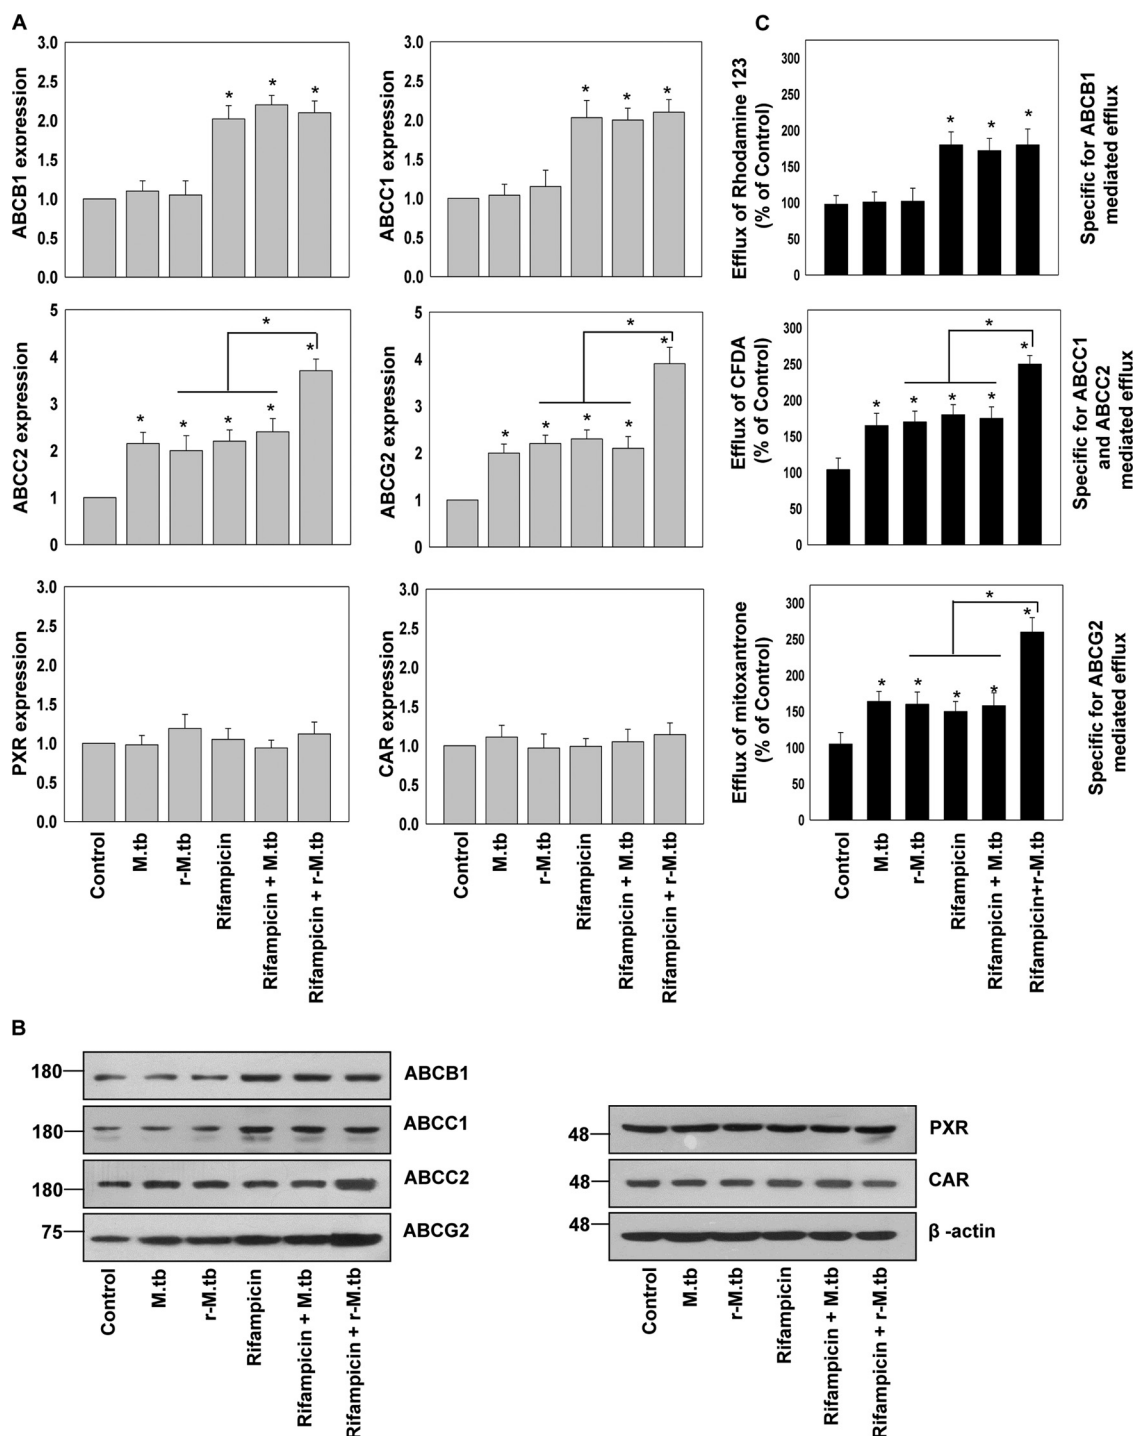 A
ABCB1 expression
3.0
2.5
2.0
1.5
1.0
0.5
0.0
* * *
ABCC1 expression
3.0
2.5
2.0
1.5
1.0
0.5
0.0
* * *
C
Efflux of Rhodamine 123
(% of Control)
300
250
200
150
100
50
0
* * *
Specific for ABCB1
mediated efflux
ABCC2 expression
5
4
3
2
1
0
*
* * * * *
ABCG2 expression
5
4
3
2
1
0
*
* * * * *
Efflux of CFDA
(% of Control)
300
250
200
150
100
50
0
*
* * * * *
Specific for ABCC1
and ABCC2
mediated efflux
PXR expression
3.0
2.5
2.0
1.5
1.0
0.5
0.0
Control
M.tb
r-M.tb
Rifampicin
Rifampicin + M.tb
Rifampicin + r-M.tb
CAR expression
3.0
2.5
2.0
1.5
1.0
0.5
0.0
Control
M.tb
r-M.tb
Rifampicin
Rifampicin + M.tb
Rifampicin + r-M.tb
Efflux of mitoxantrone
(% of Control)
300
250
200
150
100
50
0
*
* * * * *
Specific for ABCG2
mediated efflux
Control
M.tb
r-M.tb
Rifampicin
Rifampicin + M.tb
Rifampicin+r-M.tb
B
180 ABCB1
180 ABCC1
180 ABCC2
75 ABCG2
Control
M.tb
r-M.tb
Rifampicin
Rifampicin + M.tb
Rifampicin + r-M.tb
48 PXR
48 CAR
48 β -actin
Control
M.tb
r-M.tb
Rifampicin
Rifampicin + M.tb
Rifampicin + r-M.tb